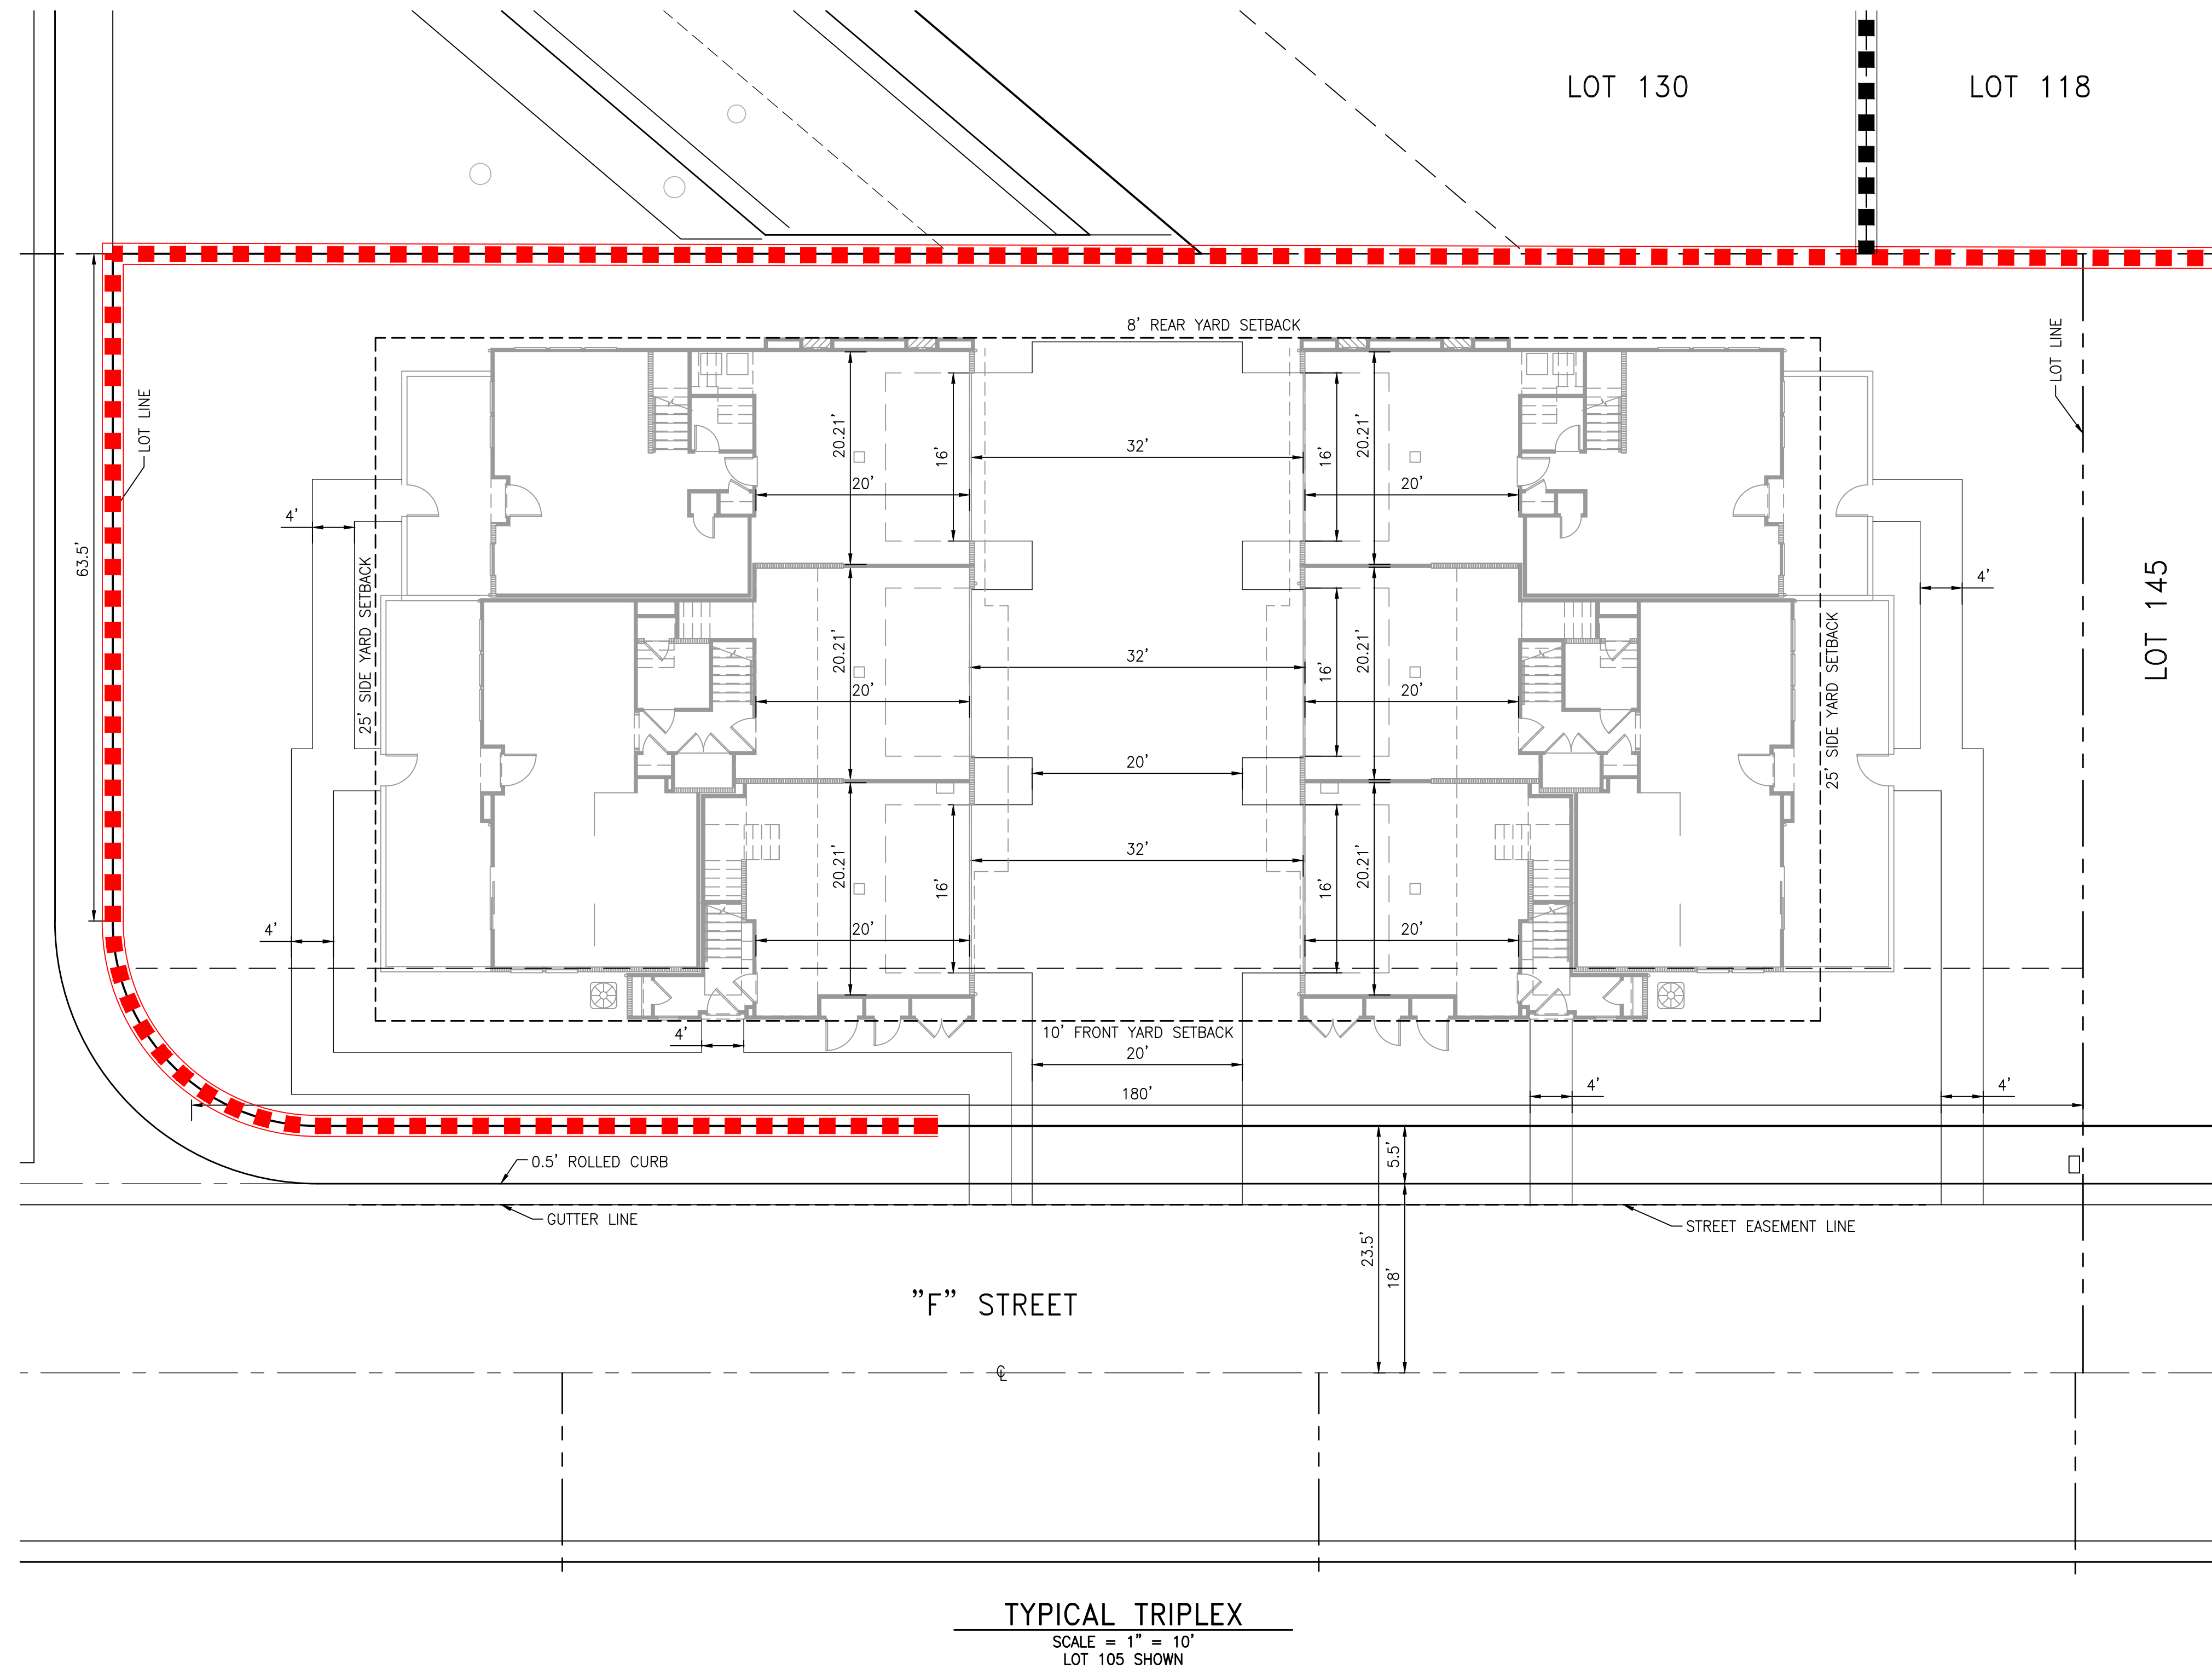 LOT 130
LOT 118
8' REAR YARD SETBACK
LOT LINE
LOT LINE
20.21'
16'
32'
16'
20.21'
20'
20'
4'
63.5'
25' SIDE YARD SETBACK
4'
LOT 145
20.21'
32'
16'
20.21'
20'
20'
25' SIDE YARD SETBACK
20'
20.21'
16'
32'
16'
20.21'
20'
20'
4'
4'
10' FRONT YARD SETBACK
20'
180'
4'
4'
0.5' ROLLED CURB
5.5'
GUTTER LINE
STREET EASEMENT LINE
23.5'
18'
"F" STREET
℄
TYPICAL TRIPLEX
SCALE = 1" = 10'
LOT 105 SHOWN